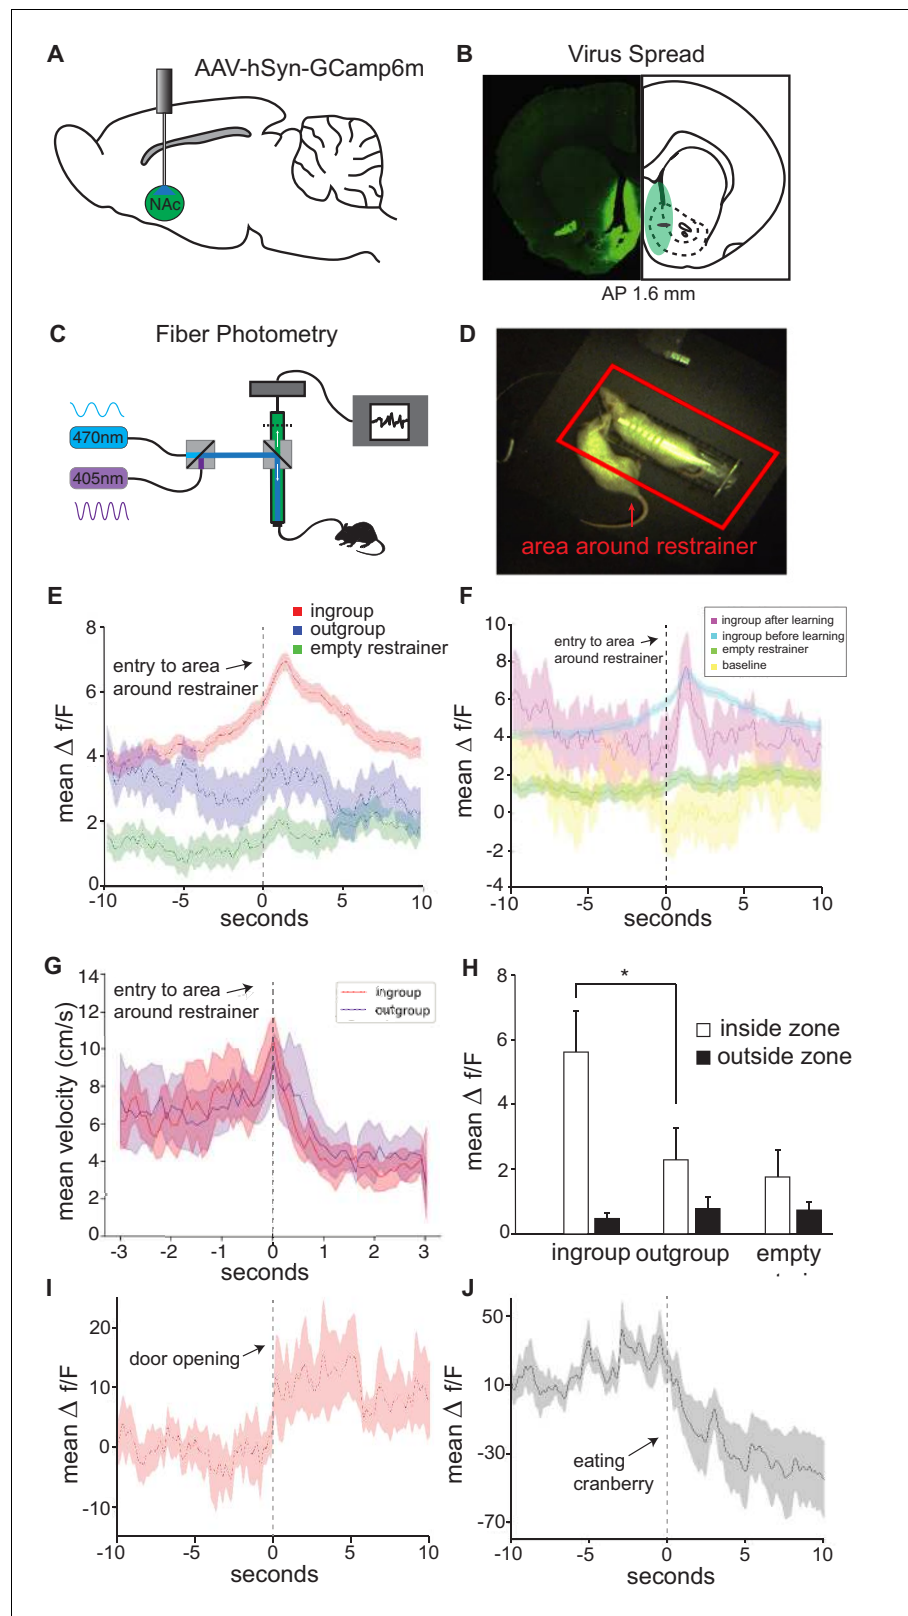 A
AAV-hSyn-GCamp6m
NAc
B
Virus Spread
AP 1.6 mm
C
Fiber Photometry
470nm
405nm
D
area around restrainer
E
ingroup
outgroup
empty restrainer
entry to area
around restrainer
mean Δ f/F
8
6
4
2
0
-10
-5
0
5
10
seconds
F
ingroup after learning
ingroup before learning
empty restrainer
baseline
entry to area
around restrainer
mean Δ f/F
10
8
6
4
2
0
-2
-4
-10
-5
0
5
10
seconds
G
entry to area
around restrainer
ingroup
outgroup
mean velocity (cm/s)
14
12
10
8
6
4
2
0
-3
-2
-1
0
1
2
3
seconds
H
*
inside zone
outside zone
mean Δ f/F
8
6
4
2
0
ingroup
outgroup
empty
I
door opening
mean Δ f/F
20
10
0
-10
-10
-5
0
5
10
seconds
J
eating
cranberry
mean Δ f/F
50
10
-30
-70
-10
-5
0
5
10
seconds